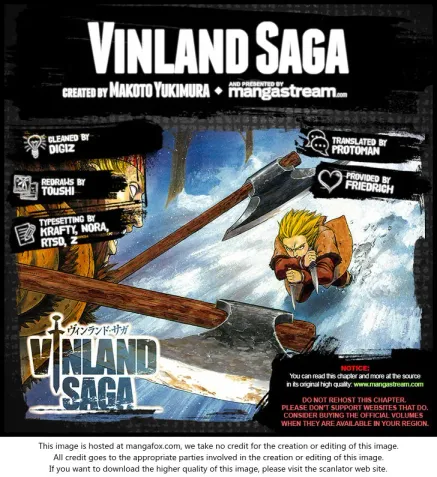 VINLAND SAGA
CREATED BY MAKOTO YUKIMURA ◆ AND PRESENTED BY mangastream.com
CLEANED BY
DIGIZ
REDRAWS BY
TOUSHI
TYPESETTING BY
KRAFTY, NORA,
RTSD, Z
TRANSLATED BY
PROTOMAN
PROVIDED BY
FRIEDRICH
ヴィンランド・サガ
VINLAND
SAGA
NOTICE:
You can read this chapter and more at the source
in its original high quality: www.mangastream.com
DO NOT REHOST THIS CHAPTER.
PLEASE DON'T SUPPORT WEBSITES THAT DO.
CONSIDER BUYING THE OFFICIAL VOLUMES
WHEN THEY ARE AVAILABLE IN YOUR REGION.
This image is hosted at mangafox.com, we take no credit for the creation or editing of this image.
All credit goes to the appropriate parties involved in the creation or editing of this image.
If you want to download the higher quality of this image, please visit the scanlator web site.